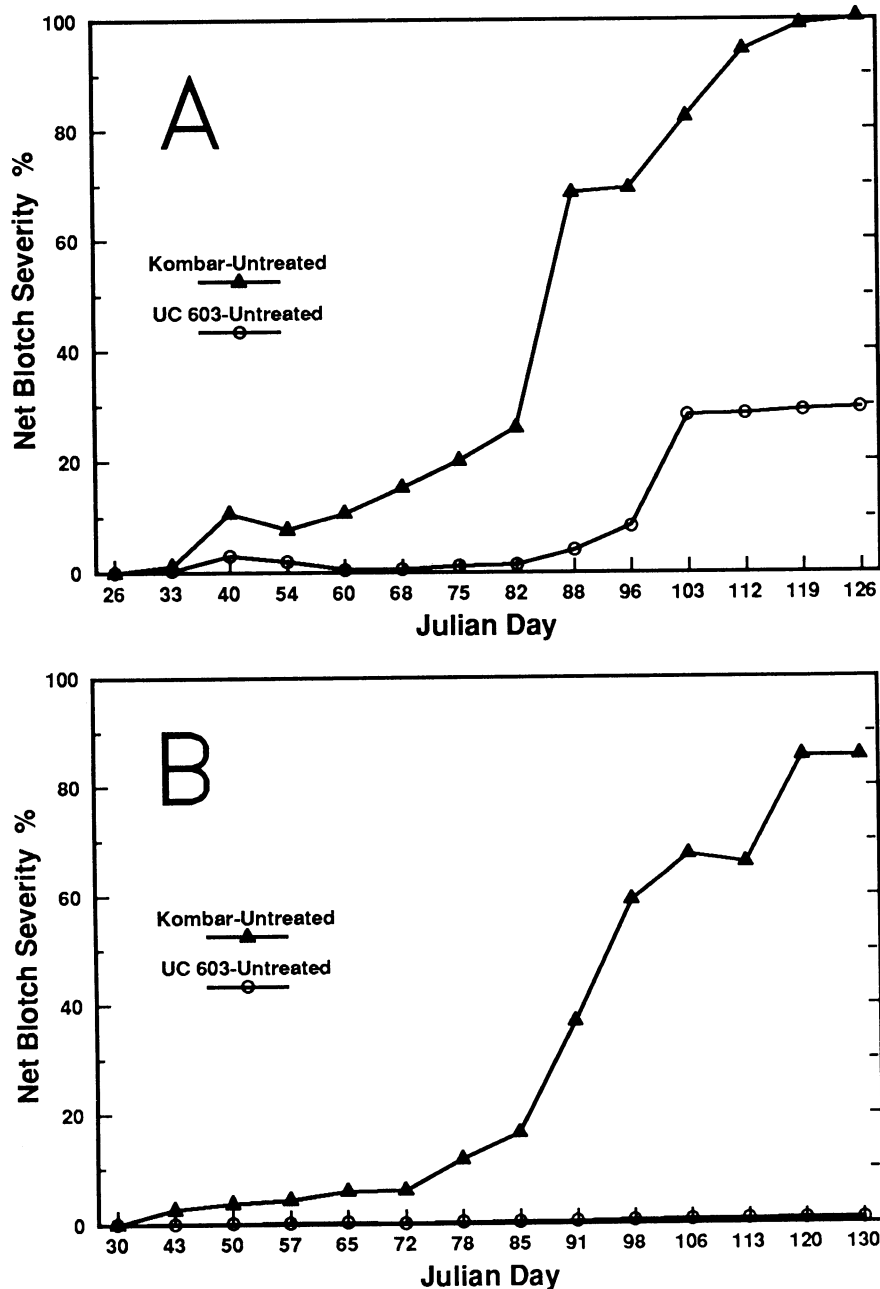 100
A
80
Net Blotch Severity %
60
Kombar-Untreated
UC 603-Untreated
40
20
0
26 33 40 54 60 68 75 82 88 96 103 112 119 126
Julian Day
100
B
80
Net Blotch Severity %
60
Kombar-Untreated
UC 603-Untreated
40
20
0
30 43 50 57 65 72 78 85 91 98 106 113 120 130
Julian Day